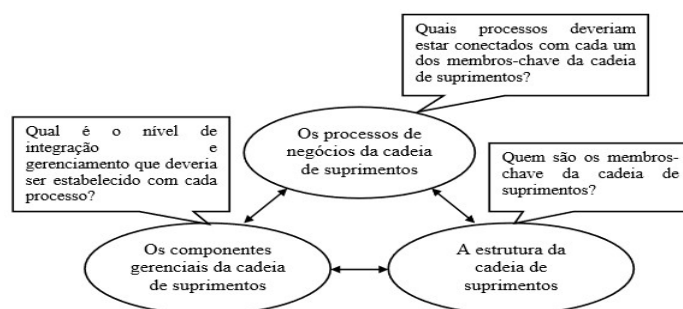 Quais processos deveriam
estar conectados com cada um
dos membros-chave da cadeia
de suprimentos?
Qual é o nível de
integração e
gerenciamento que deveria
ser estabelecido com cada
processo?
Os processos de
negócios da cadeia
de suprimentos
Quem são os membros-
chave da cadeia de
suprimentos?
Os componentes
gerenciais da cadeia
de suprimentos
A estrutura da
cadeia de
suprimentos